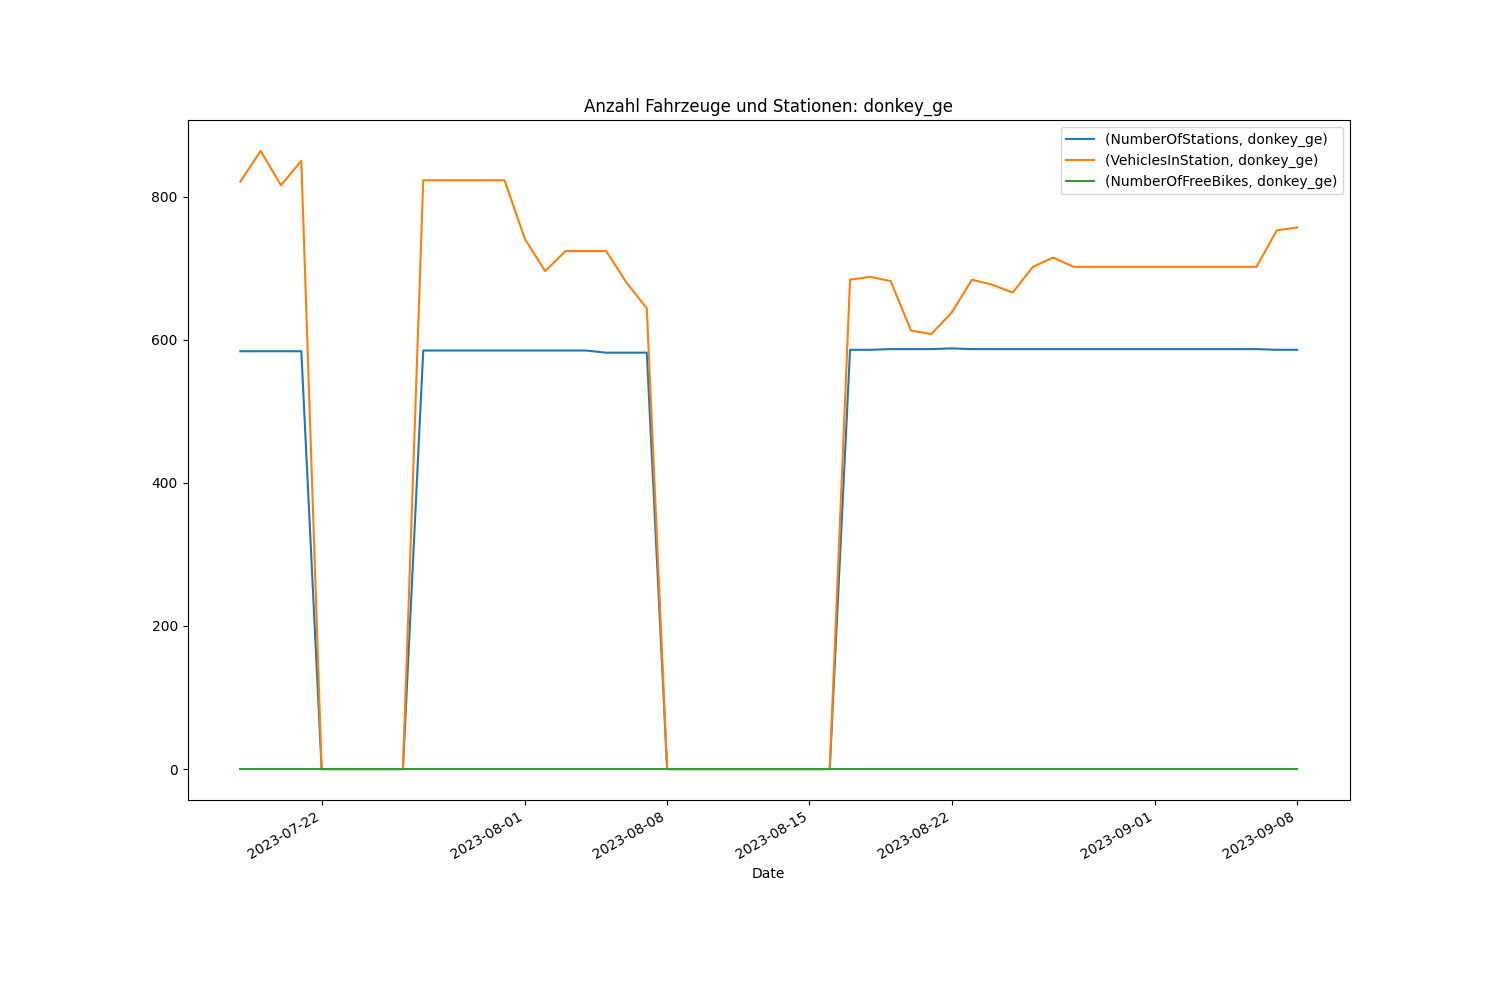 Anzahl Fahrzeuge und Stationen: donkey_ge
(NumberOfStations, donkey_ge)
(VehiclesInStation, donkey_ge)
(NumberOfFreeBikes, donkey_ge)
800
600
400
200
0
2023-07-22
2023-08-01
2023-08-08
2023-08-15
2023-08-22
2023-09-01
2023-09-08
Date